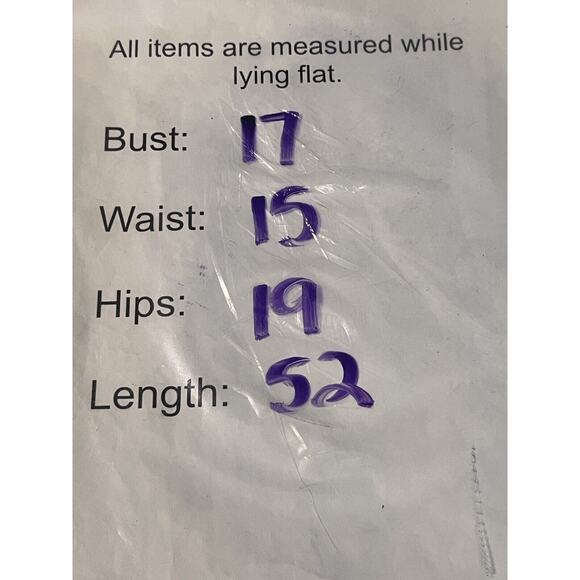 All items are measured while
lying flat.
Bust: 17
Waist: 15
Hips: 19
Length: 52